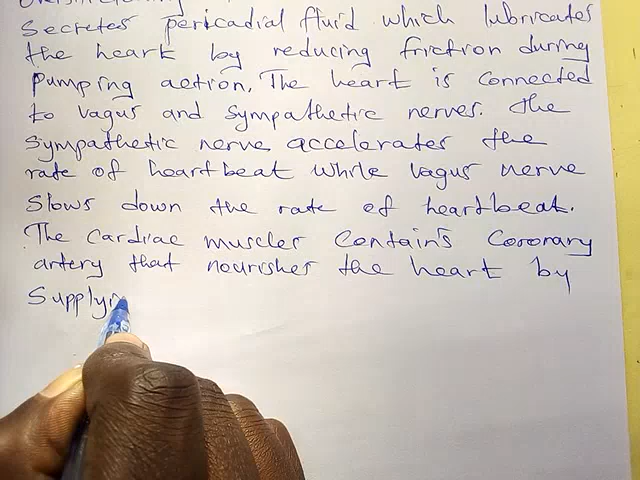 Secretes pericadial fluid which lubricates
the heart by reducing friction during
pumping action. The heart is connected
to vagus and sympathetic nerves. The
sympathetic nerve accelerates the
rate of heartbeat while vagus nerve
slows down the rate of heartbeat.
The cardiac muscles contains coronary
artery that nourishes the heart by
Supplyin